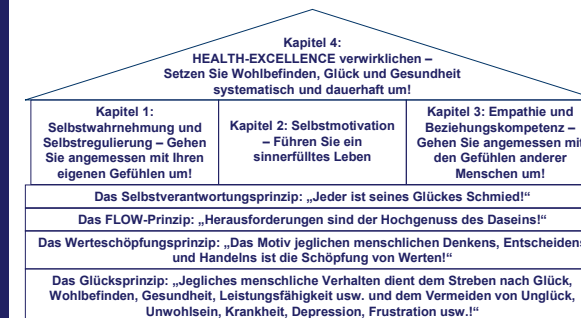 Kapitel 4:
HEALTH-EXCELLENCE verwirklichen –
Setzen Sie Wohlbefinden, Glück und Gesundheit
systematisch und dauerhaft um!
Kapitel 1:
Selbstwahrnehmung und
Selbstregulierung – Gehen
Sie angemessen mit Ihren
eigenen Gefühlen um!
Kapitel 2: Selbstmotivation
– Führen Sie ein
sinnerfülltes Leben
Kapitel 3: Empathie und
Beziehungskompetenz –
Gehen Sie angemessen mit
den Gefühlen anderer
Menschen um!
Das Selbstverantwortungsprinzip: „Jeder ist seines Glückes Schmied!“
Das FLOW-Prinzip: „Herausforderungen sind der Hochgenuss des Daseins!“
Das Werteschöpfungsprinzip: „Das Motiv jeglichen menschlichen Denkens, Entscheidens
und Handelns ist die Schöpfung von Werten!“
Das Glücksprinzip: „Jegliches menschliche Verhalten dient dem Streben nach Glück,
Wohlbefinden, Gesundheit, Leistungsfähigkeit usw. und dem Vermeiden von Unglück,
Unwohlsein, Krankheit, Depression, Frustration usw.!“